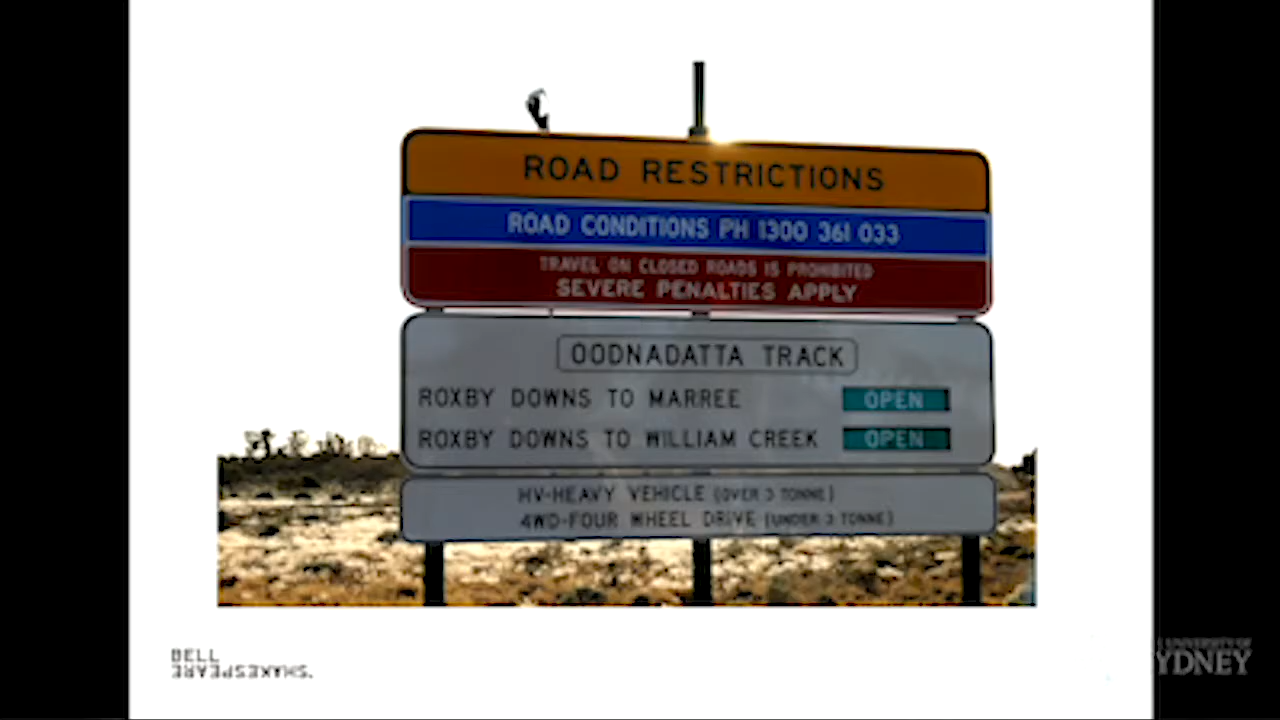 ROAD RESTRICTIONS
ROAD CONDITIONS PH 1300 361 033
TRAVEL ON CLOSED ROADS IS PROHIBITED
SEVERE PENALTIES APPLY
OODNADATTA TRACK
ROXBY DOWNS TO MARREE OPEN
ROXBY DOWNS TO WILLIAM CREEK OPEN
HV-HEAVY VEHICLE (OVER 3 TONNE)
4WD-FOUR WHEEL DRIVE (UNDER 3 TONNE)
BELL
SHAKESPEARE.
UNIVERSITY OF
YDNEY